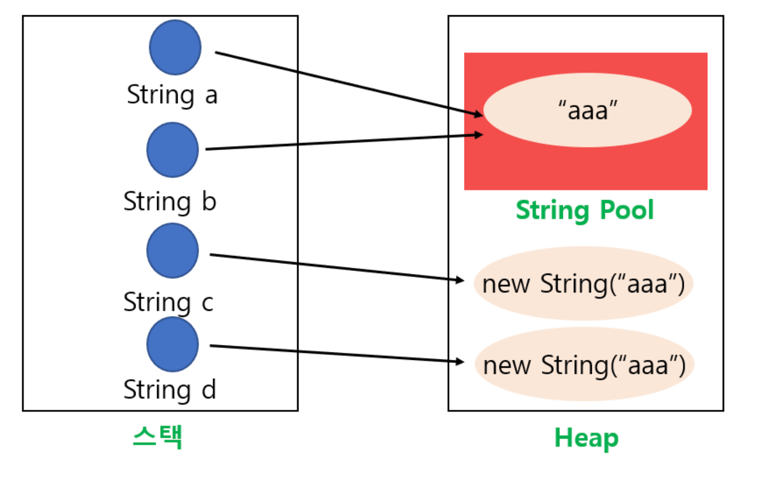 String a
String b
String c
String d
스택
“aaa”
String Pool
new String(“aaa”)
new String(“aaa”)
Heap